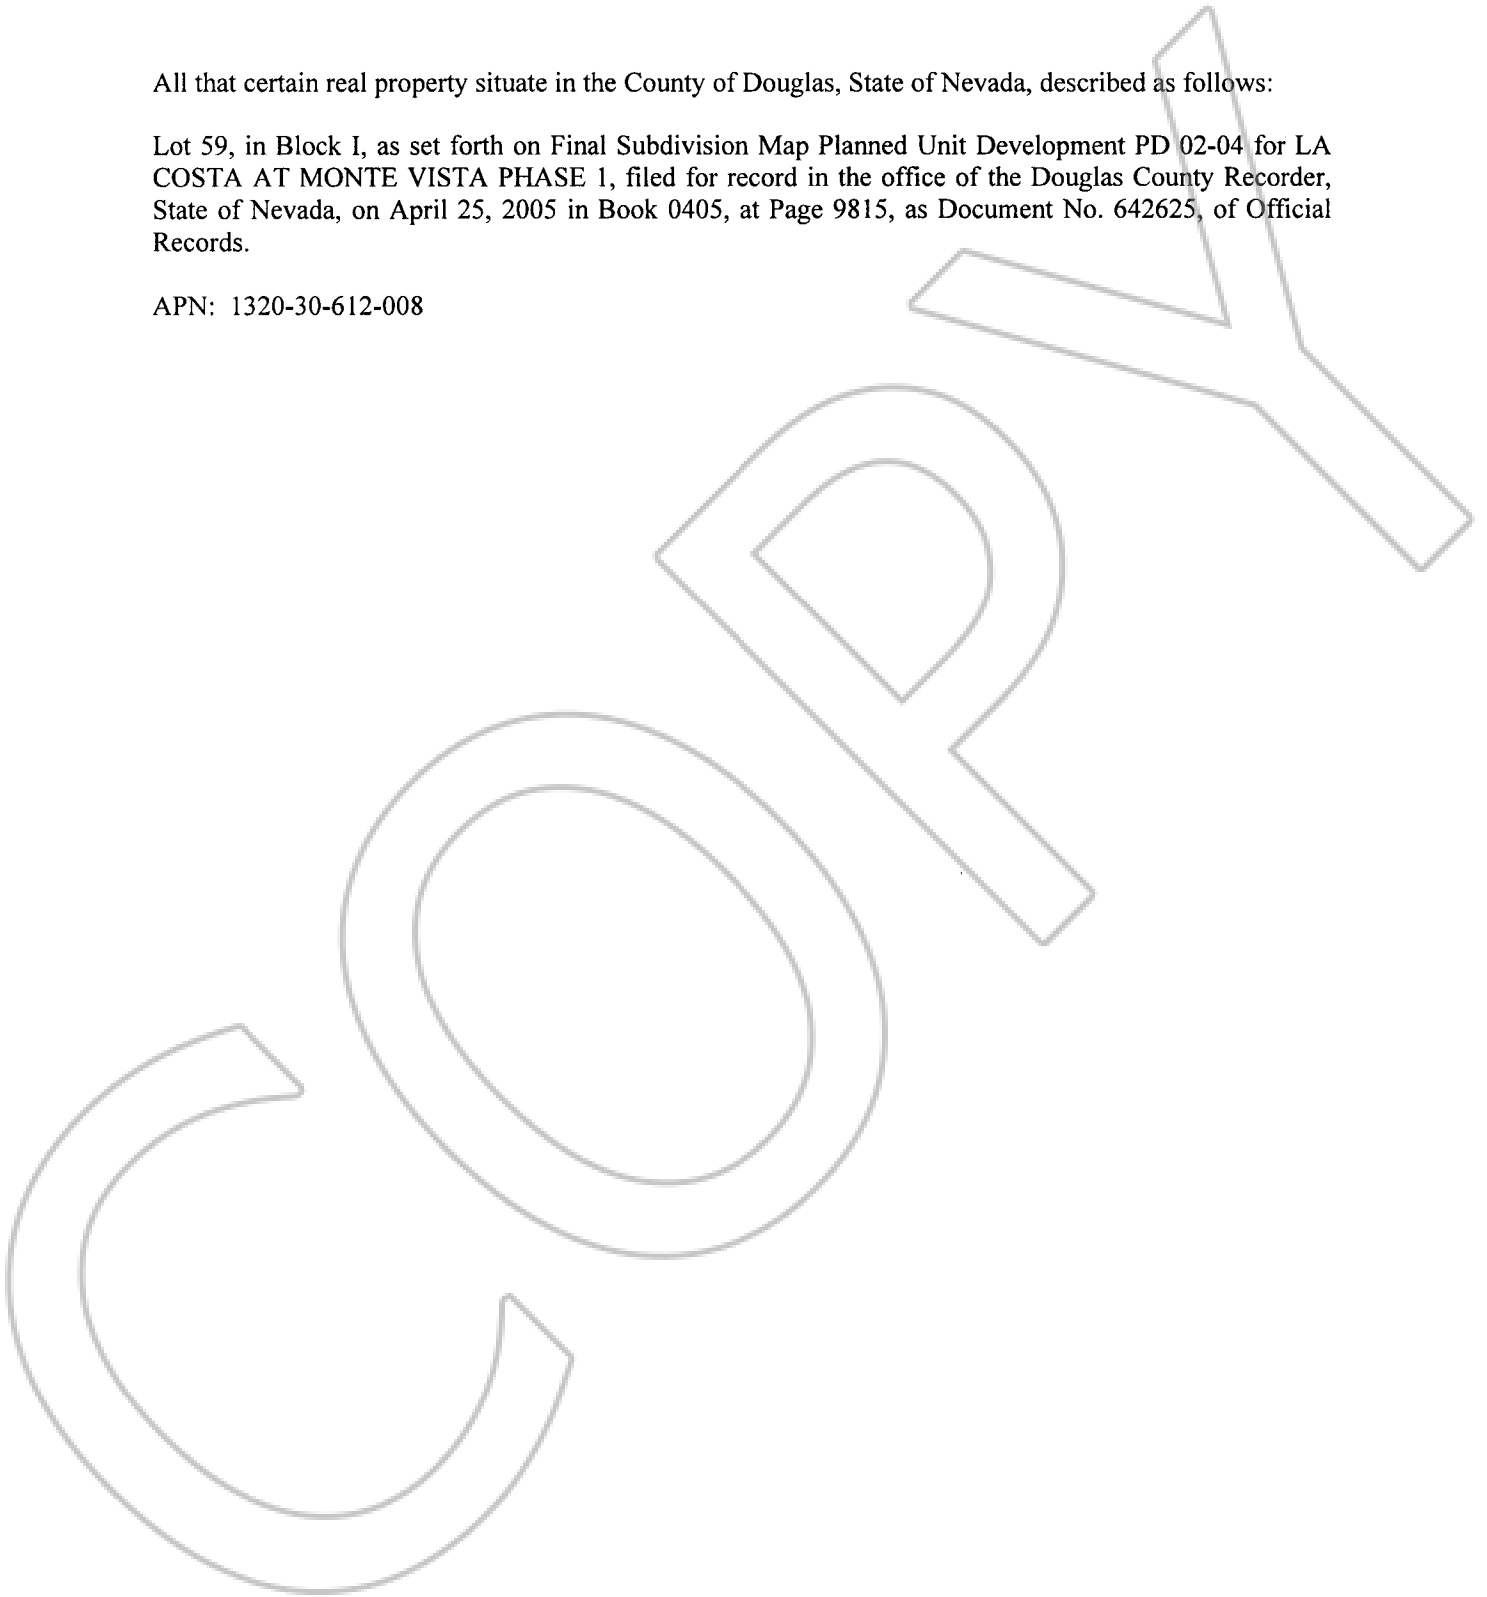 All that certain real property situate in the County of Douglas, State of Nevada, described as follows:
Lot 59, in Block I, as set forth on Final Subdivision Map Planned Unit Development PD 02-04 for LA
COSTA AT MONTE VISTA PHASE 1, filed for record in the office of the Douglas County Recorder,
State of Nevada, on April 25, 2005 in Book 0405, at Page 9815, as Document No. 642625, of Official
Records.
APN: 1320-30-612-008
COPY